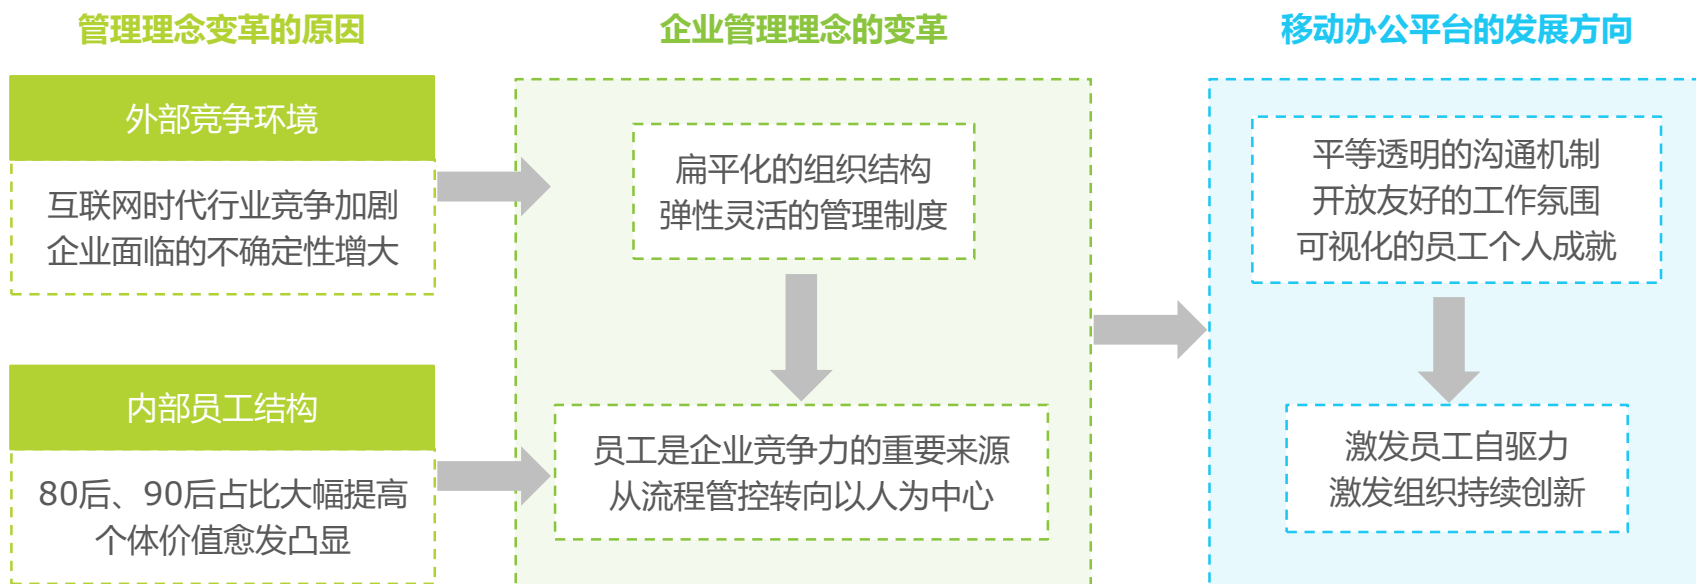 管理理念变革的原因
外部竞争环境
互联网时代行业竞争加剧
企业面临的不确定性增大
内部员工结构
80后、90后占比大幅提高
个体价值愈发凸显
企业管理理念的变革
扁平化的组织结构
弹性灵活的管理制度
员工是企业竞争力的重要来源
从流程管控转向以人为中心
移动办公平台的发展方向
平等透明的沟通机制
开放友好的工作氛围
可视化的员工个人成就
激发员工自驱力
激发组织持续创新